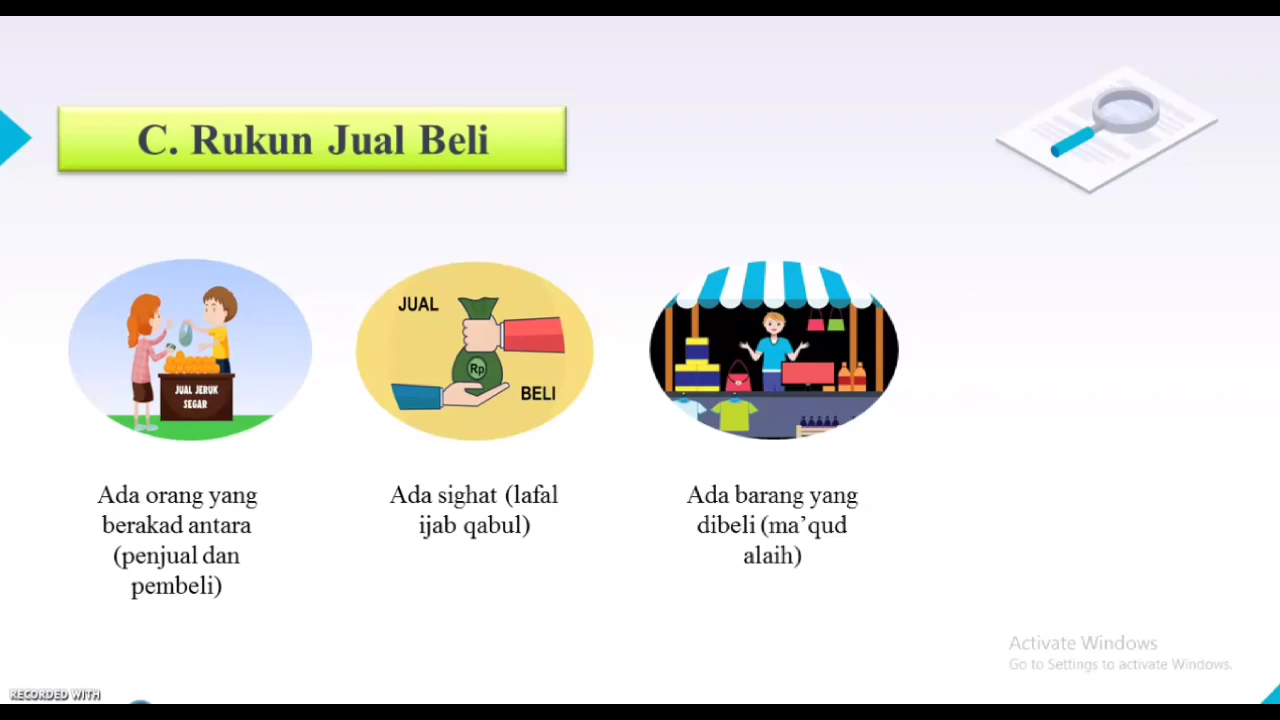 C. Rukun Jual Beli
JUAL JERUK
SEGAR
JUAL
Rp
BELI
Ada orang yang
berakad antara
(penjual dan
pembeli)
Ada sighat (lafal
ijab qabul)
Ada barang yang
dibeli (ma’qud
alaih)
Activate Windows
Go to Settings to activate Windows.
RECORDED WITH